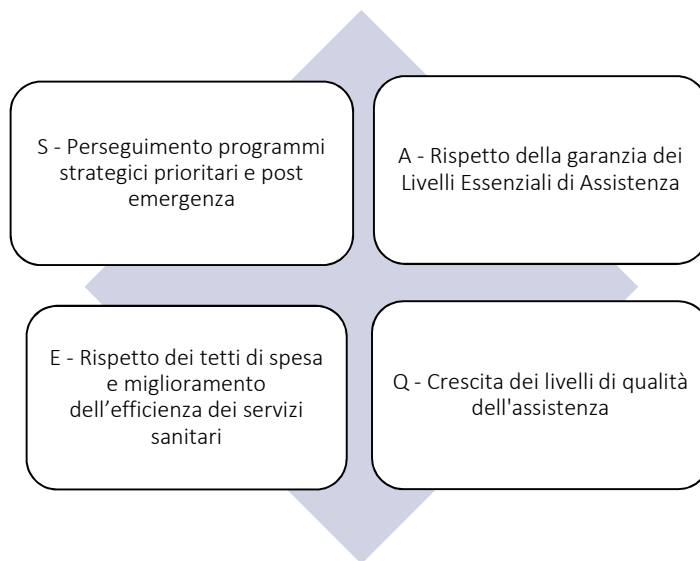 S - Perseguimento programmi
strategici prioritari e post
emergenza
A - Rispetto della garanzia dei
Livelli Essenziali di Assistenza
E - Rispetto dei tetti di spesa
e miglioramento
dell’efficienza dei servizi
sanitari
Q - Crescita dei livelli di qualità
dell'assistenza